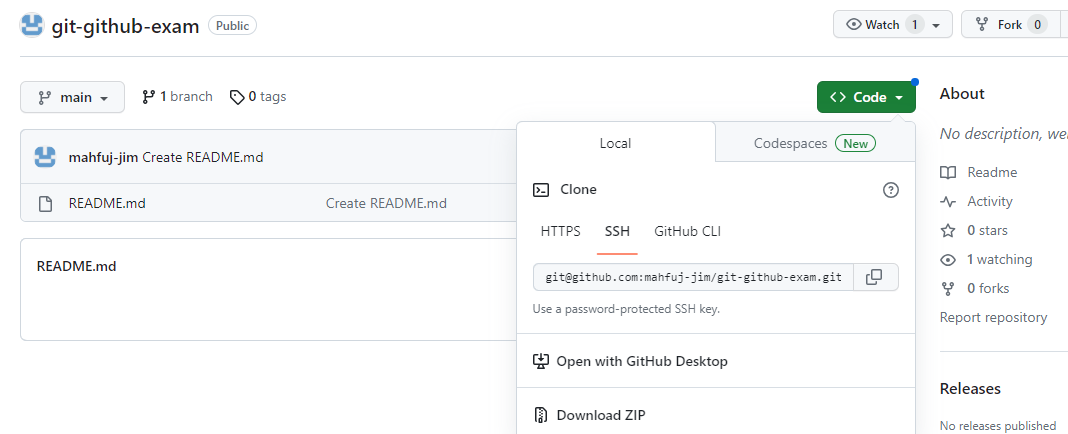 git-github-exam Public Watch 1 Fork 0
main 1 branch 0 tags Code
About
No description, we
Local Codespaces New
mahfuj-jim Create README.md
Clone
README.md Create README.md
HTTPS SSH GitHub CLI
git@github.com:mahfuj-jim/git-github-exam.git
Use a password-protected SSH key.
README.md
Open with GitHub Desktop
Download ZIP
Readme
Activity
0 stars
1 watching
0 forks
Report repository
Releases
No releases published